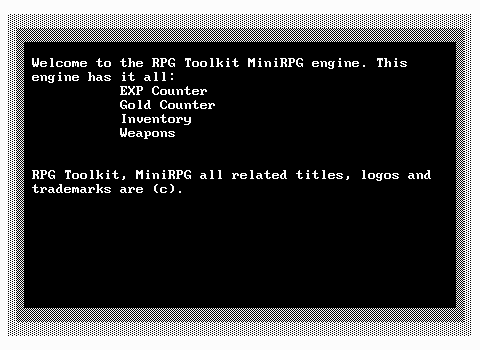 Welcome to the RPG Toolkit MiniRPG engine. This
engine has it all:
EXP Counter
Gold Counter
Inventory
Weapons
RPG Toolkit, MiniRPG all related titles, logos and
trademarks are (c).